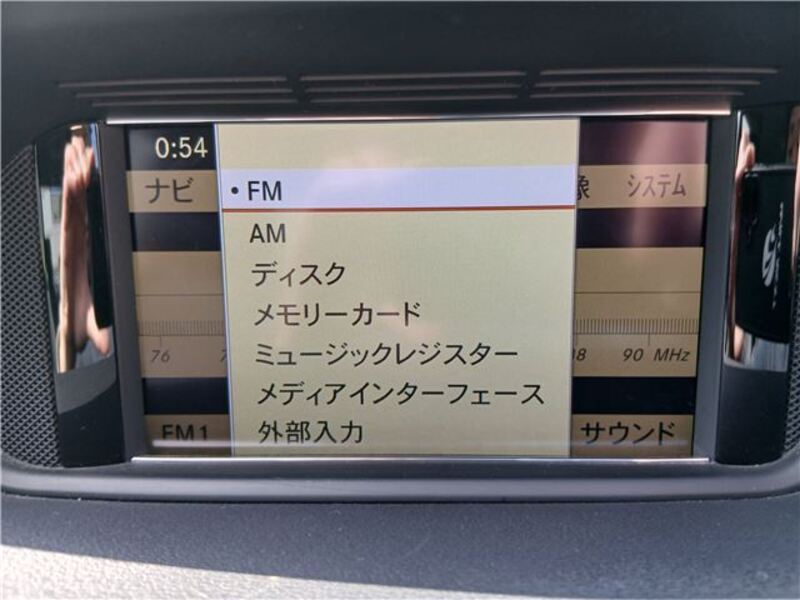 0:54
ナビ
• FM
像 システム
AM
ディスク
メモリーカード
ミュージックレジスター
76
88 90 MHz
メディアインターフェース
FM1
外部入力
サウンド